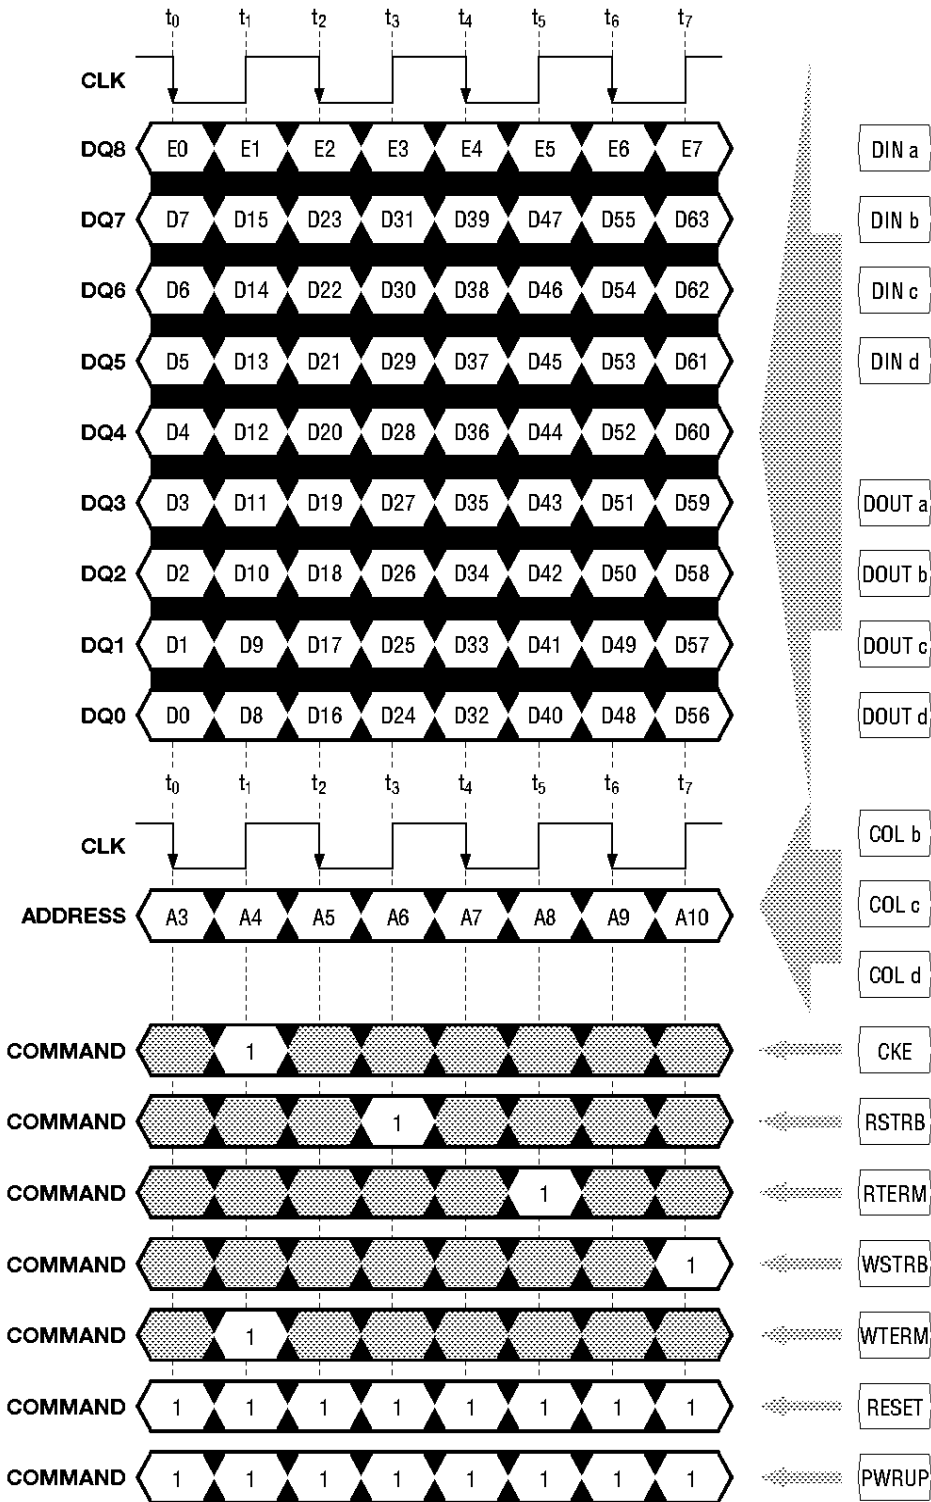 t0 t1 t2 t3 t4 t5 t6 t7
CLK
DQ8 E0 E1 E2 E3 E4 E5 E6 E7 DIN a
DQ7 D7 D15 D23 D31 D39 D47 D55 D63 DIN b
DQ6 D6 D14 D22 D30 D38 D46 D54 D62 DIN c
DQ5 D5 D13 D21 D29 D37 D45 D53 D61 DIN d
DQ4 D4 D12 D20 D28 D36 D44 D52 D60
DQ3 D3 D11 D19 D27 D35 D43 D51 D59 DOUT a
DQ2 D2 D10 D18 D26 D34 D42 D50 D58 DOUT b
DQ1 D1 D9 D17 D25 D33 D41 D49 D57 DOUT c
DQ0 D0 D8 D16 D24 D32 D40 D48 D56 DOUT d
t0 t1 t2 t3 t4 t5 t6 t7
CLK COL b
ADDRESS A3 A4 A5 A6 A7 A8 A9 A10 COL c
COL d
COMMAND 1 CKE
COMMAND 1 RSTRB
COMMAND 1 RTERM
COMMAND 1 WSTRB
COMMAND 1 WTERM
COMMAND 1 1 1 1 1 1 1 1 RESET
COMMAND 1 1 1 1 1 1 1 1 PWRUP